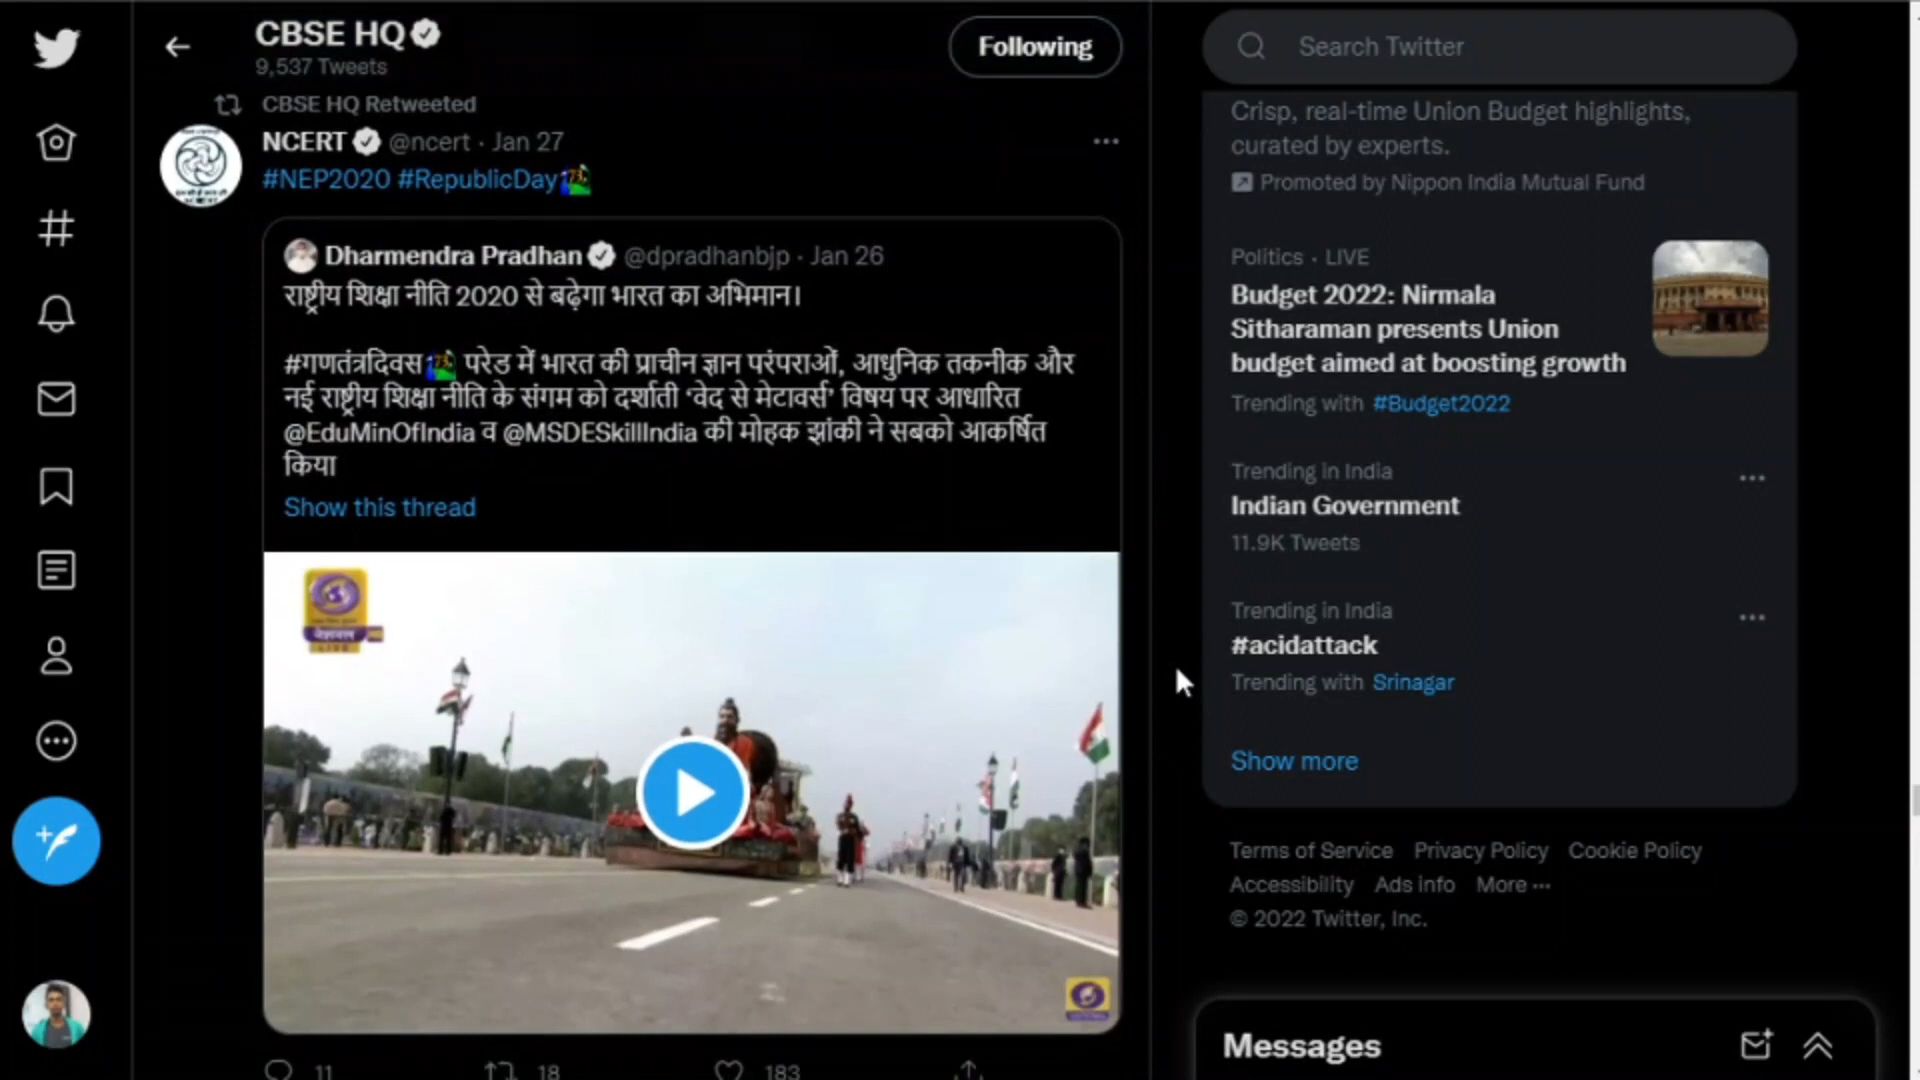 CBSE HQ
9,537 Tweets
Following
Search Twitter
CBSE HQ Retweeted
NCERT @ncert · Jan 27
#NEP2020 #RepublicDay
Dharmendra Pradhan @dpradhanbjp · Jan 26
राष्ट्रीय शिक्षा नीति 2020 से बढ़ेगा भारत का अभिमान।
#गणतंत्रदिवस परेड में भारत की प्राचीन ज्ञान परंपराओं, आधुनिक तकनीक और
नई राष्ट्रीय शिक्षा नीति के संगम को दर्शाती ‘वेद से मेटावर्स’ विषय पर आधारित
@EduMinOfIndia व @MSDESkillIndia की मोहक झांकी ने सबको आकर्षित
किया
Show this thread
11
18
183
Crisp, real-time Union Budget highlights,
curated by experts.
Promoted by Nippon India Mutual Fund
Politics · LIVE
Budget 2022: Nirmala
Sitharaman presents Union
budget aimed at boosting growth
Trending with #Budget2022
Trending in India
Indian Government
11.9K Tweets
Trending in India
#acidattack
Trending with Srinagar
Show more
Terms of Service Privacy Policy Cookie Policy
Accessibility Ads info More ···
© 2022 Twitter, Inc.
Messages